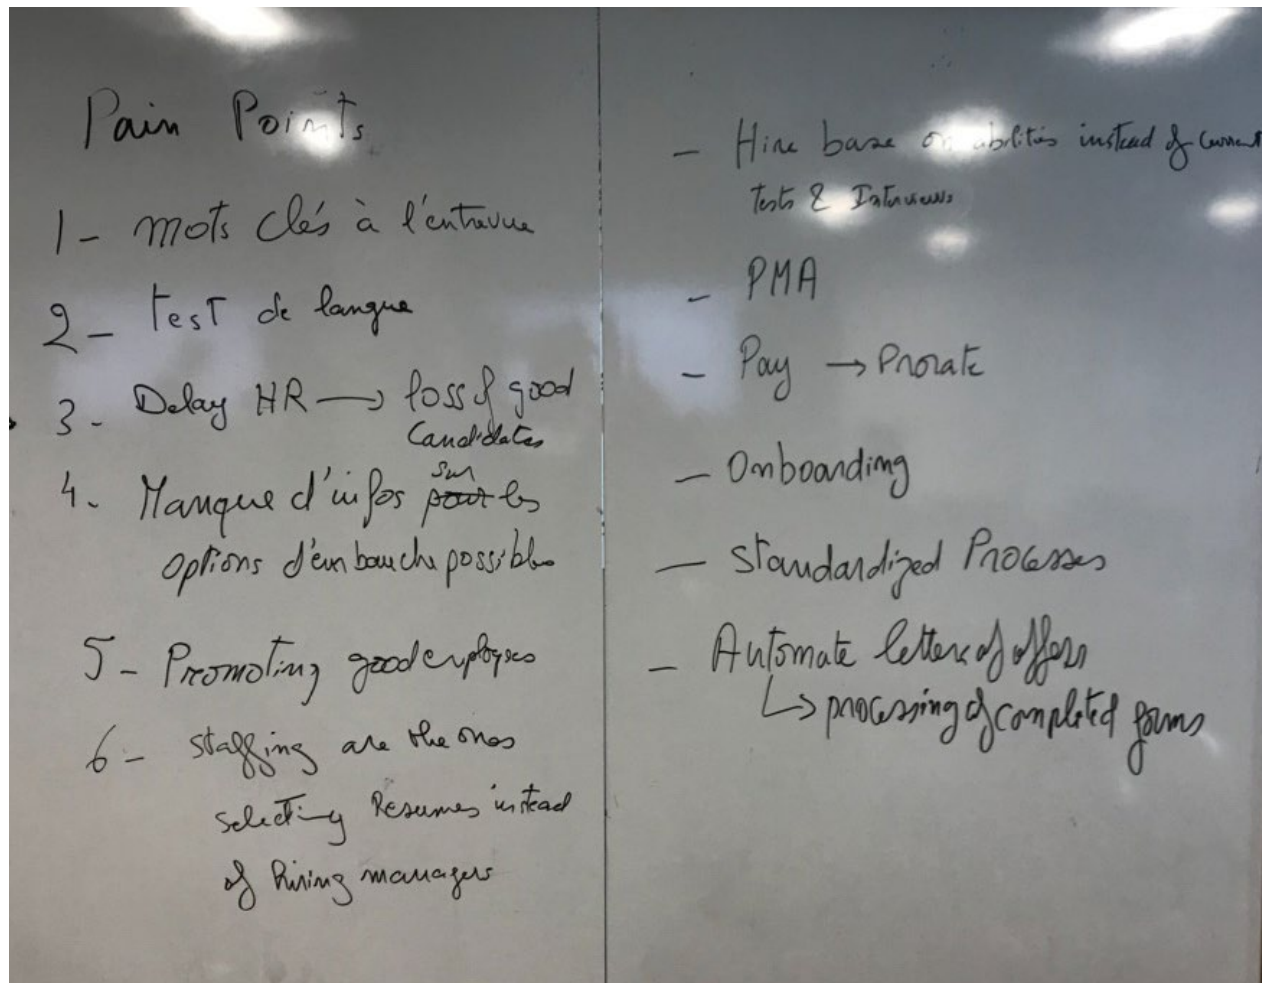 Pain Points
1- mots clés à l'entrevue
2- test de langue
3- Delay HR → loss of good
Candidates
4- Manque d'infos sur les
options d'embauche possibles
5- Promoting good employees
6- staffing are the ones
selecting Resumes instead
of hiring managers
- Hire base on abilities instead of current
Tests & Interviews
- PMA
- Pay → Prorate
- Onboarding
- Standardized Processes
- Automate letters of offers
↳ processing of completed forms